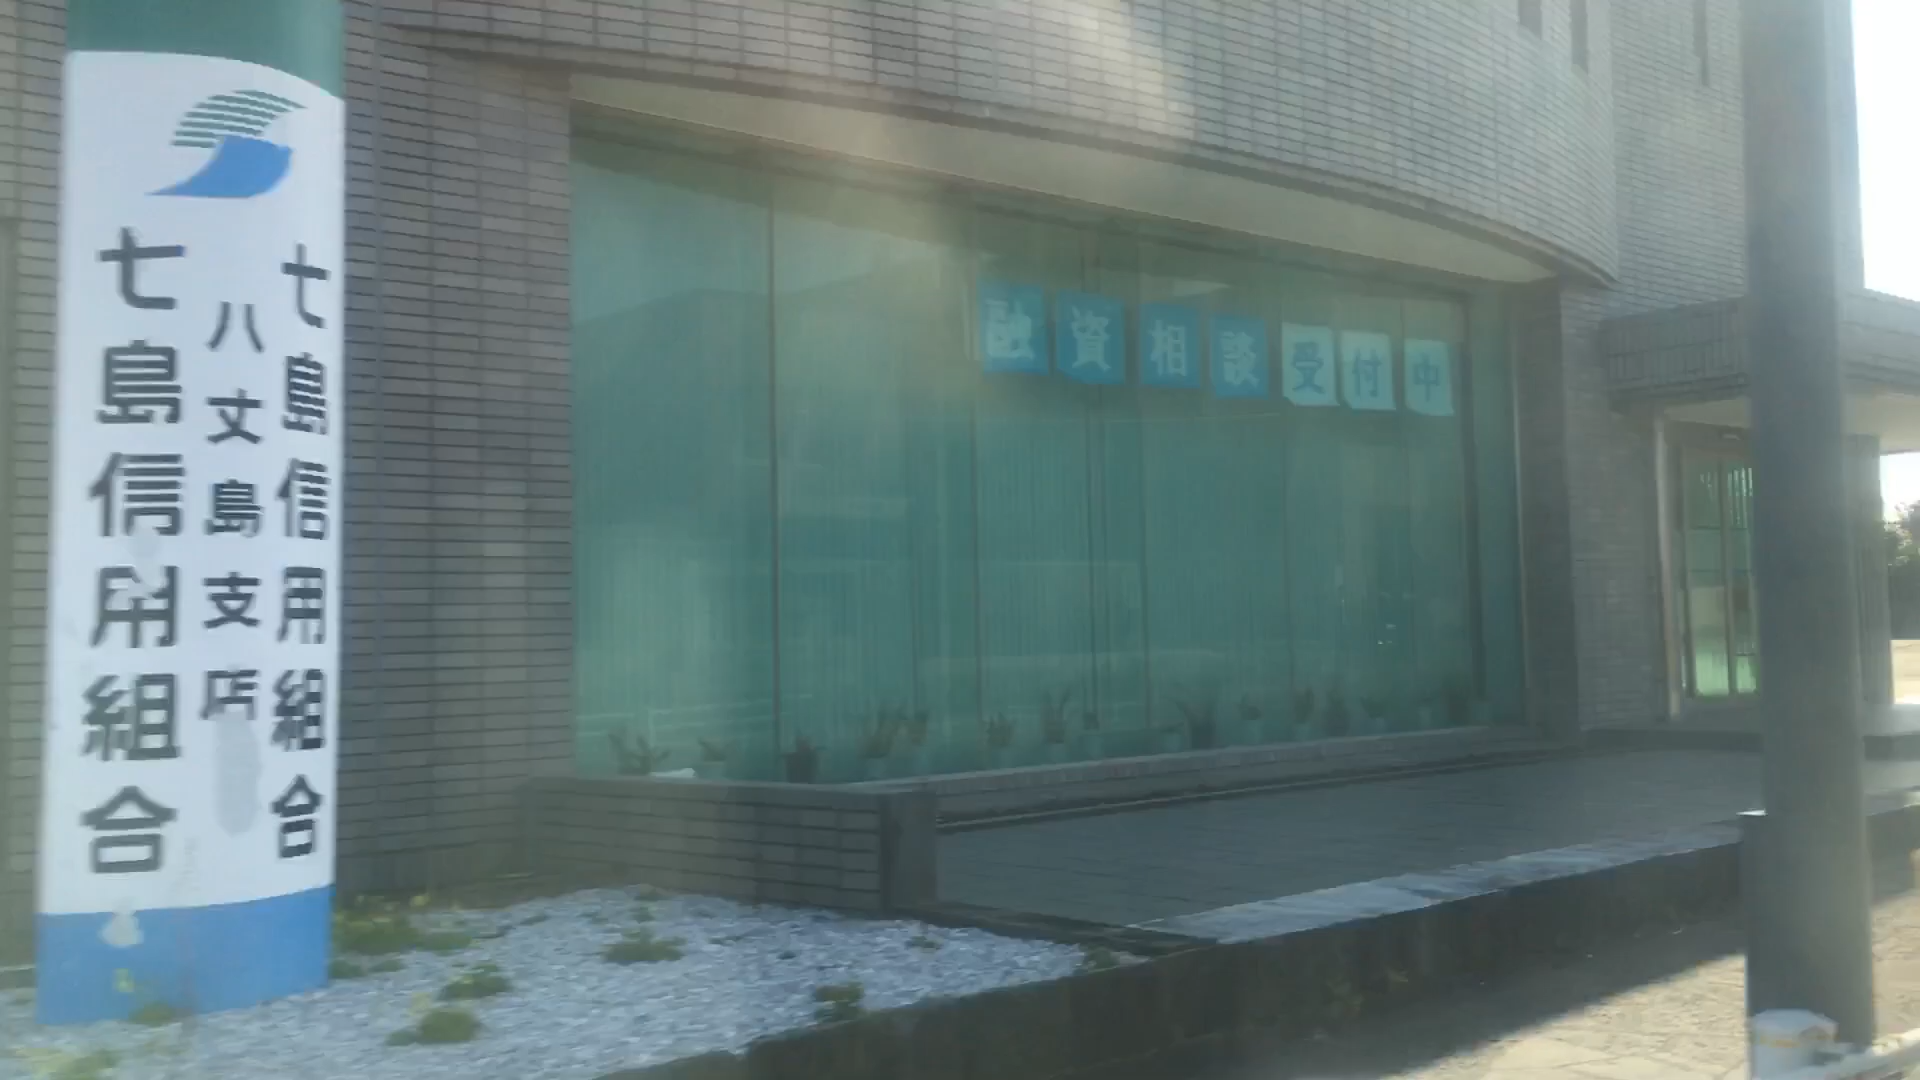 七島信用組合
八丈島支店
七島信用組合
融資相談受付中